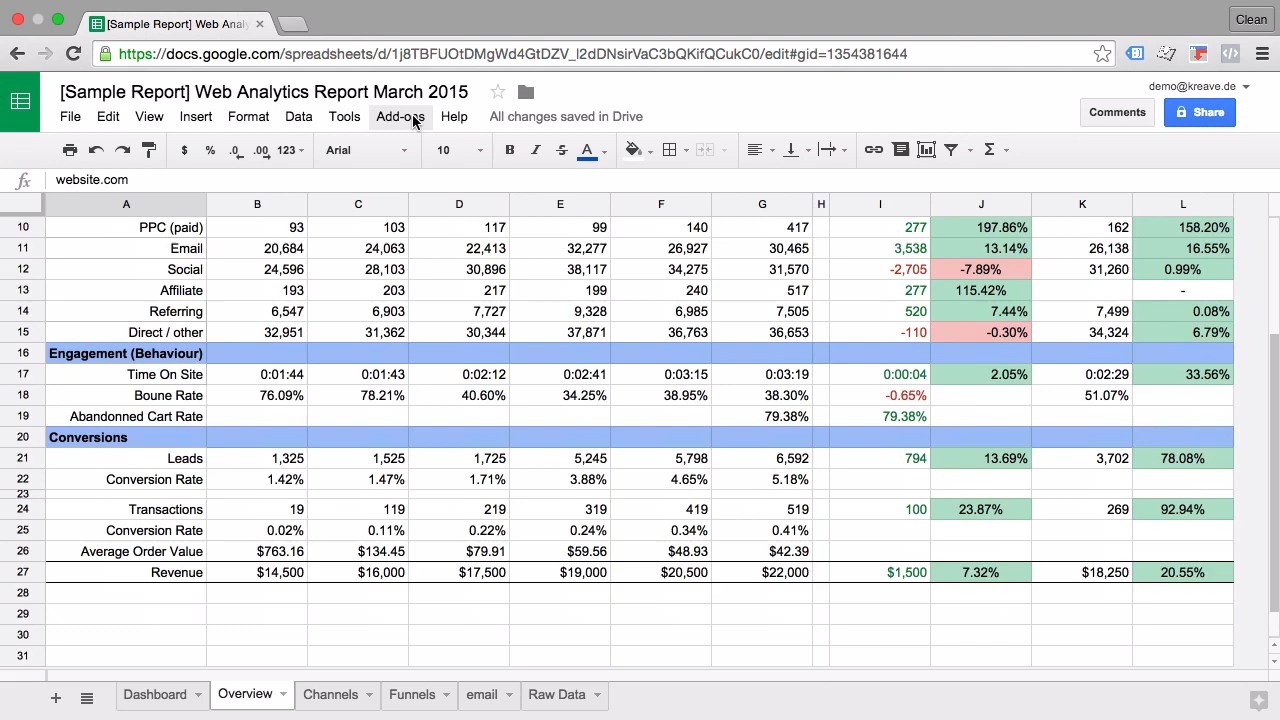 [Sample Report] Web Analy ×
Clean
https://docs.google.com/spreadsheets/d/1j8TBFUOtDMgWd4GtDZV_l2dDNsirVaC3bQKifQCukC0/edit#gid=1354381644
[Sample Report] Web Analytics Report March 2015
demo@kreave.de
File Edit View Insert Format Data Tools Add-ons Help All changes saved in Drive
Comments Share
$ % .0 .00 123 Arial 10 B I S A Σ
fx website.com
A B C D E F G H I J K L
10 PPC (paid) 93 103 117 99 140 417 277 197.86% 162 158.20%
11 Email 20,684 24,063 22,413 32,277 26,927 30,465 3,538 13.14% 26,138 16.55%
12 Social 24,596 28,103 30,896 38,117 34,275 31,570 -2,705 -7.89% 31,260 0.99%
13 Affiliate 193 203 217 199 240 517 277 115.42% -
14 Referring 6,547 6,903 7,727 9,328 6,985 7,505 520 7.44% 7,499 0.08%
15 Direct / other 32,951 31,362 30,344 37,871 36,763 36,653 -110 -0.30% 34,324 6.79%
16 Engagement (Behaviour)
17 Time On Site 0:01:44 0:01:43 0:02:12 0:02:41 0:03:15 0:03:19 0:00:04 2.05% 0:02:29 33.56%
18 Boune Rate 76.09% 78.21% 40.60% 34.25% 38.95% 38.30% -0.65% 51.07%
19 Abandonned Cart Rate 79.38% 79.38%
20 Conversions
21 Leads 1,325 1,525 1,725 5,245 5,798 6,592 794 13.69% 3,702 78.08%
22 Conversion Rate 1.42% 1.47% 1.71% 3.88% 4.65% 5.18%
23
24 Transactions 19 119 219 319 419 519 100 23.87% 269 92.94%
25 Conversion Rate 0.02% 0.11% 0.22% 0.24% 0.34% 0.41%
26 Average Order Value $763.16 $134.45 $79.91 $59.56 $48.93 $42.39
27 Revenue $14,500 $16,000 $17,500 $19,000 $20,500 $22,000 $1,500 7.32% $18,250 20.55%
28
29
30
31
+ Dashboard Overview Channels Funnels email Raw Data